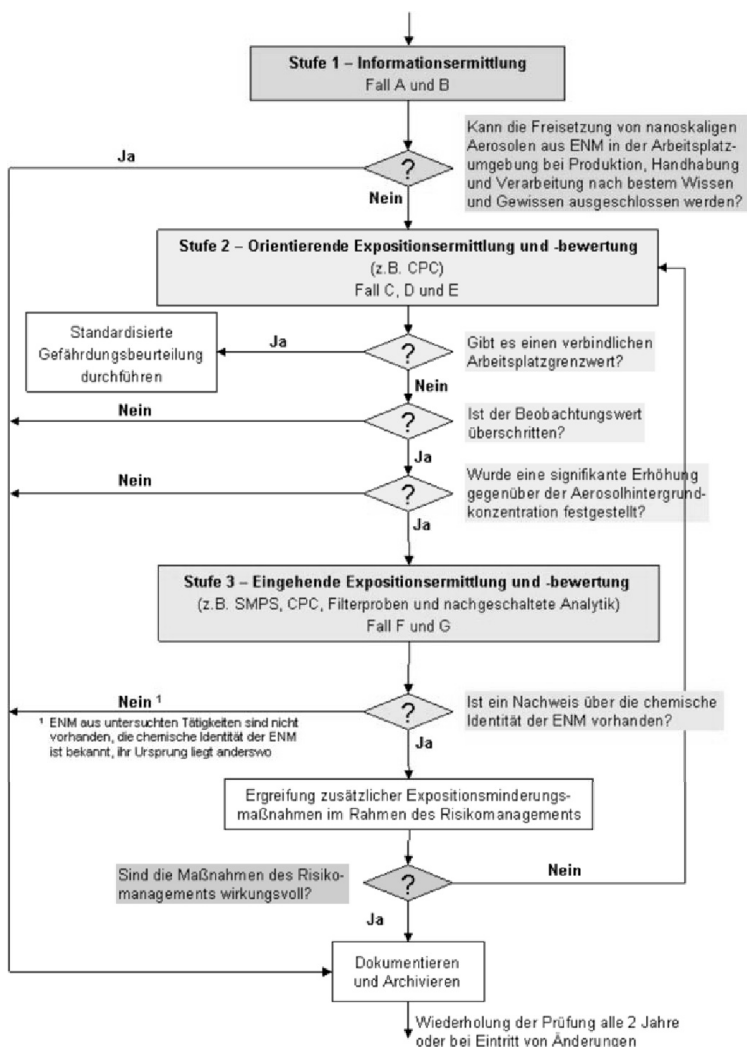 Stufe 1 – Informationsermittlung
Fall A und B
Kann die Freisetzung von nanoskaligen
Aerosolen aus ENM in der Arbeitsplatz-
umgebung bei Produktion, Handhabung
und Verarbeitung nach bestem Wissen
und Gewissen ausgeschlossen werden?
Ja
?
Nein
Stufe 2 – Orientierende Expositionsermittlung und -bewertung
(z.B. CPC)
Fall C, D und E
Standardisierte
Gefährdungsbeurteilung
durchführen
Ja
?
Gibt es einen verbindlichen
Arbeitsplatzgrenzwert?
Nein
Nein
?
Ist der Beobachtungswert
überschritten?
Ja
Nein
?
Wurde eine signifikante Erhöhung
gegenüber der Aerosolhintergrund-
konzentration festgestellt?
Ja
Stufe 3 – Eingehende Expositionsermittlung und -bewertung
(z.B. SMPS, CPC, Filterproben und nachgeschaltete Analytik)
Fall F und G
Nein ¹
¹ ENM aus untersuchten Tätigkeiten sind nicht
vorhanden, die chemische Identität der ENM
ist bekannt, ihr Ursprung liegt anderswo
?
Ist ein Nachweis über die chemische
Identität der ENM vorhanden?
Ja
Ergreifung zusätzlicher Expositionsminderungs-
maßnahmen im Rahmen des Risikomanagements
Sind die Maßnahmen des Risiko-
managements wirkungsvoll?
?
Nein
Ja
Dokumentieren
und Archivieren
Wiederholung der Prüfung alle 2 Jahre
oder bei Eintritt von Änderungen